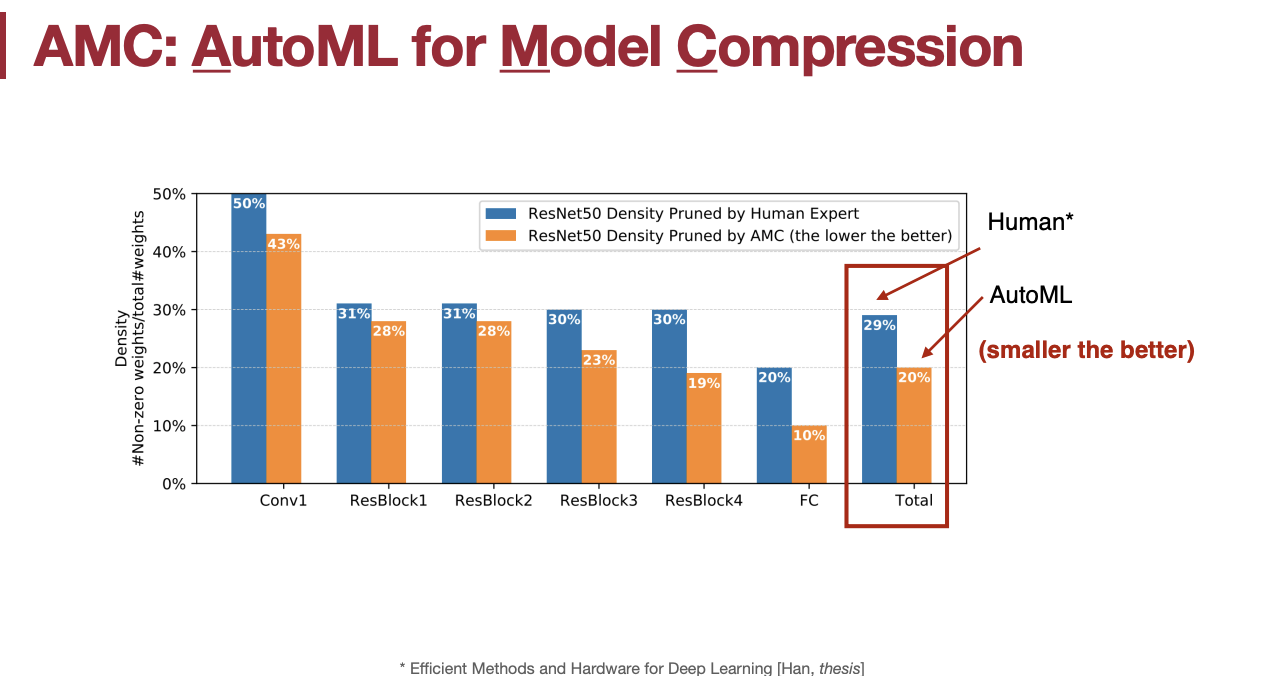 AMC: AutoML for Model Compression
50%
40%
30%
20%
10%
0%
Density
#Non-zero weights/total#weights
ResNet50 Density Pruned by Human Expert
ResNet50 Density Pruned by AMC (the lower the better)
50%
43%
31%
28%
31%
28%
30%
23%
30%
19%
20%
10%
29%
20%
Conv1
ResBlock1
ResBlock2
ResBlock3
ResBlock4
FC
Total
Human*
AutoML
(smaller the better)
* Efficient Methods and Hardware for Deep Learning [Han, thesis]